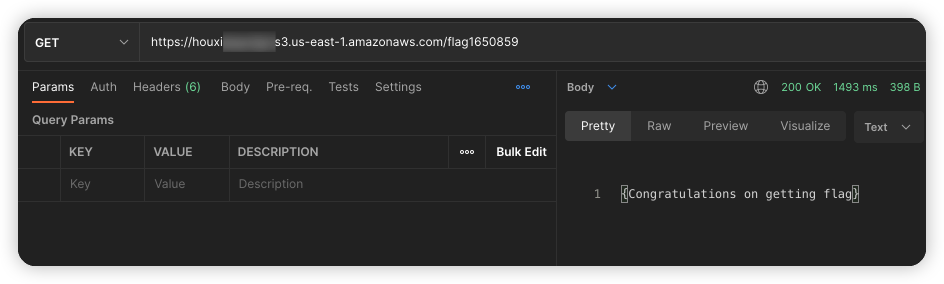 GET https://houxi s3.us-east-1.amazonaws.com/flag1650859
Params Auth Headers (6) Body Pre-req. Tests Settings
Query Params
KEY VALUE DESCRIPTION Bulk Edit
Key Value Description
Body 200 OK 1493 ms 398 B
Pretty Raw Preview Visualize Text
1 {Congratulations on getting flag}